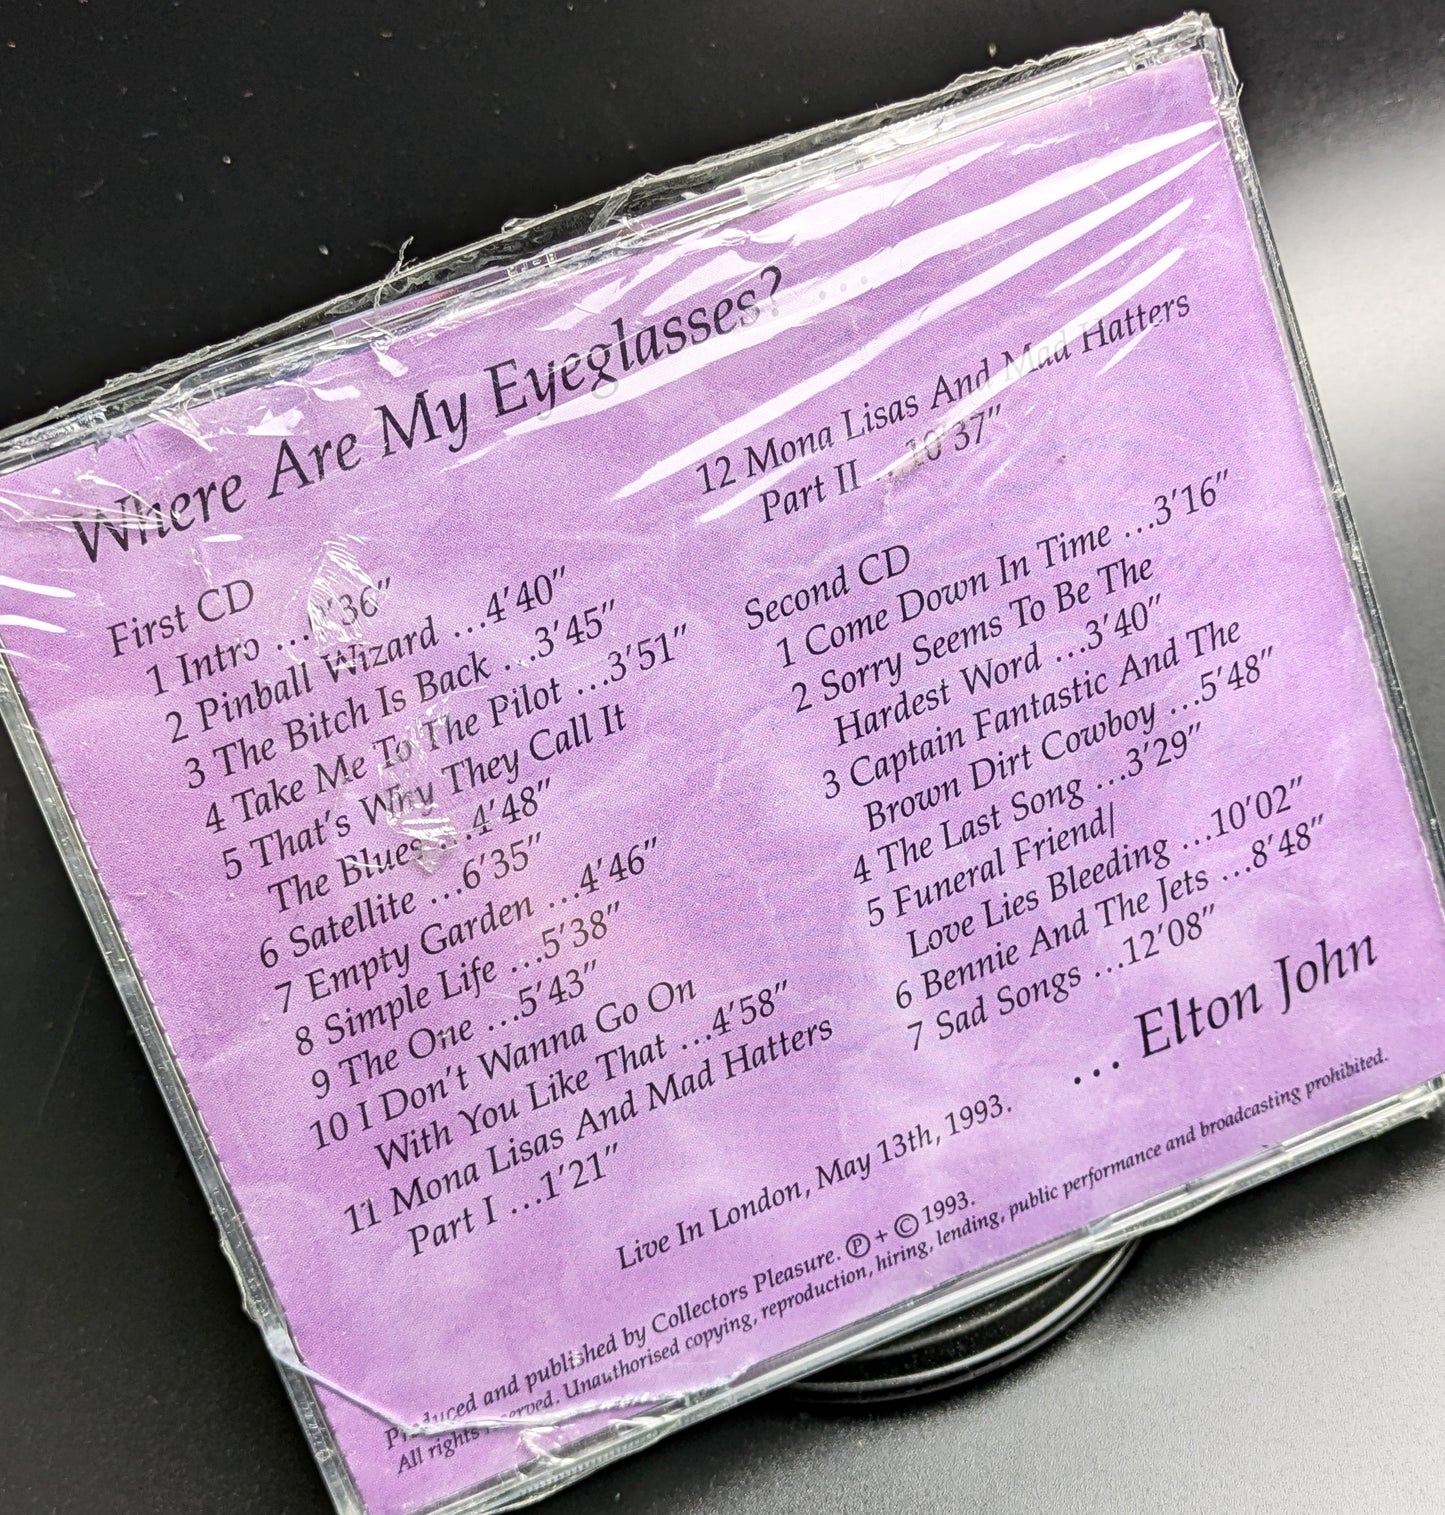 Where Are My Eyeglasses? ...
First CD
1 Intro
2 Pinball Wizard ...4'40"
3 The Bitch Is Back ...3'45"
4 Take Me To The Pilot ...3'51"
5 That's Why They Call It
The Blues ...4'48"
6 Satellite ...6'35"
7 Empty Garden ...4'46"
8 Simple Life ...5'38"
9 The One ...5'43"
10 I Don't Wanna Go On
With You Like That ...4'58"
11 Mona Lisas And Mad Hatters
Part I ...1'21"
12 Mona Lisas And Mad Hatters
Part II ...10'37"
Second CD
1 Come Down In Time ...3'16"
2 Sorry Seems To Be The
Hardest Word ...3'40"
3 Captain Fantastic And The
Brown Dirt Cowboy ...5'48"
4 The Last Song ...3'29"
5 Funeral Friend/
Love Lies Bleeding ...10'02"
6 Bennie And The Jets ...8'48"
7 Sad Songs ...12'08"
... Elton John
Live In London, May 13th, 1993.
Produced and published by Collectors Pleasure. Ⓟ + © 1993.
All rights reserved. Unauthorised copying, reproduction, hiring, lending, public performance and broadcasting prohibited.